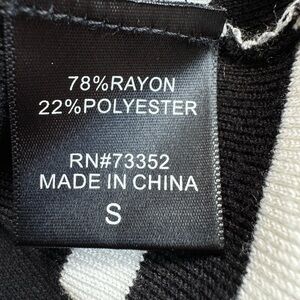 78%RAYON
22%POLYESTER
RN#73352
MADE IN CHINA
S